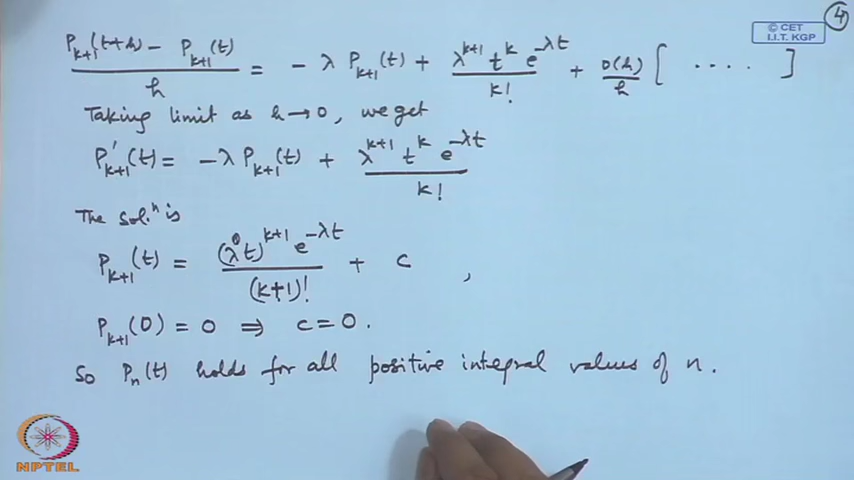 4
© CET
I.I.T. KGP
(P_{k+1}(t+h) - P_{k+1}(t))/h = - λ P_{k+1}(t) + (λ^{k+1} t^k e^{-λt})/k! + o(h)/h [ .... ]
Taking limit as h → 0, we get
P'_{k+1}(t) = -λ P_{k+1}(t) + (λ^{k+1} t^k e^{-λt})/k!
The sol.ⁿ is
P_{k+1}(t) = ((λt)^{k+1} e^{-λt})/(k+1)! + c ,
P_{k+1}(0) = 0 ⇒ c = 0.
So P_n(t) holds for all positive integral values of n.
NPTEL